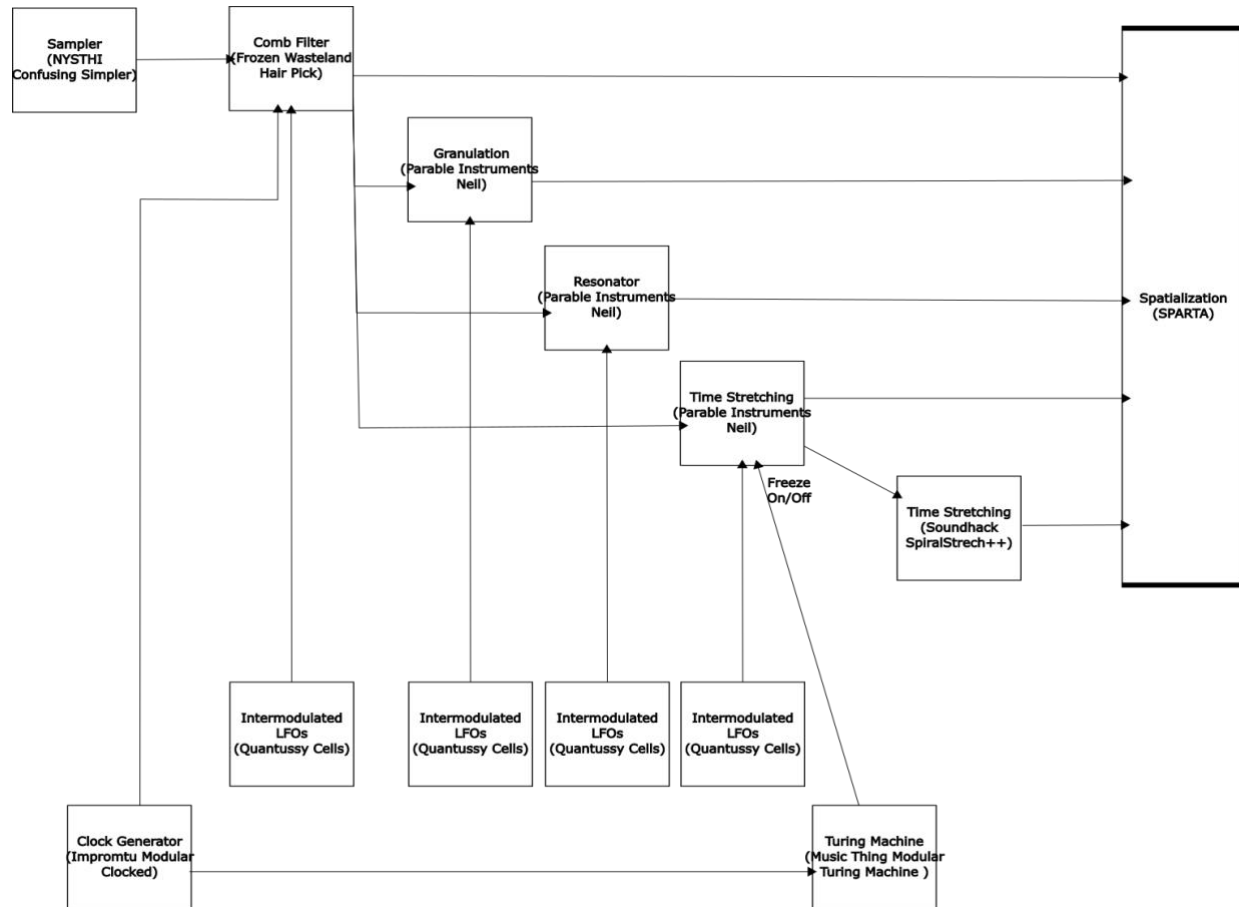 Sampler
(NYSTHI
Confusing Simpler)
Comb Filter
(Frozen Wasteland
Hair Pick)
Granulation
(Parable Instruments
Neil)
Resonator
(Parable Instruments
Neil)
Spatialization
(SPARTA)
Time Stretching
(Parable Instruments
Neil)
Freeze
On/Off
Time Stretching
(Soundhack
SpiralStrech++)
Intermodulated
LFOs
(Quantussy Cells)
Intermodulated
LFOs
(Quantussy Cells)
Intermodulated
LFOs
(Quantussy Cells)
Intermodulated
LFOs
(Quantussy Cells)
Clock Generator
(Impromtu Modular
Clocked)
Turing Machine
(Music Thing Modular
Turing Machine )